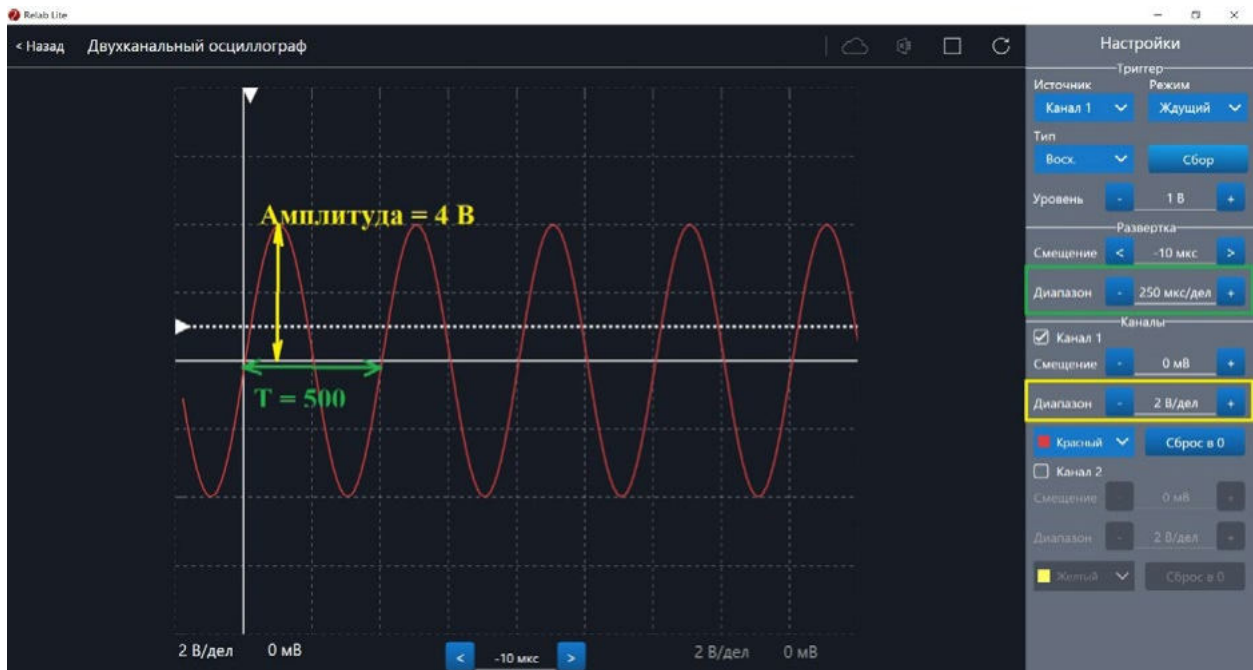 Relab Lite
< Назад Двухканальный осциллограф
Настройки
Триггер
Источник Режим
Канал 1 Ждущий
Тип
Восх. Сбор
Уровень - 1 В +
Развертка
Смещение < -10 мкс >
Диапазон - 250 мкс/дел +
Каналы
Канал 1
Смещение - 0 мВ +
Диапазон - 2 В/дел +
Красный Сброс в 0
Канал 2
Смещение - 0 мВ +
Диапазон - 2 В/дел +
Желтый Сброс в 0
Амплитуда = 4 В
T = 500
2 В/дел 0 мВ < -10 мкс > 2 В/дел 0 мВ